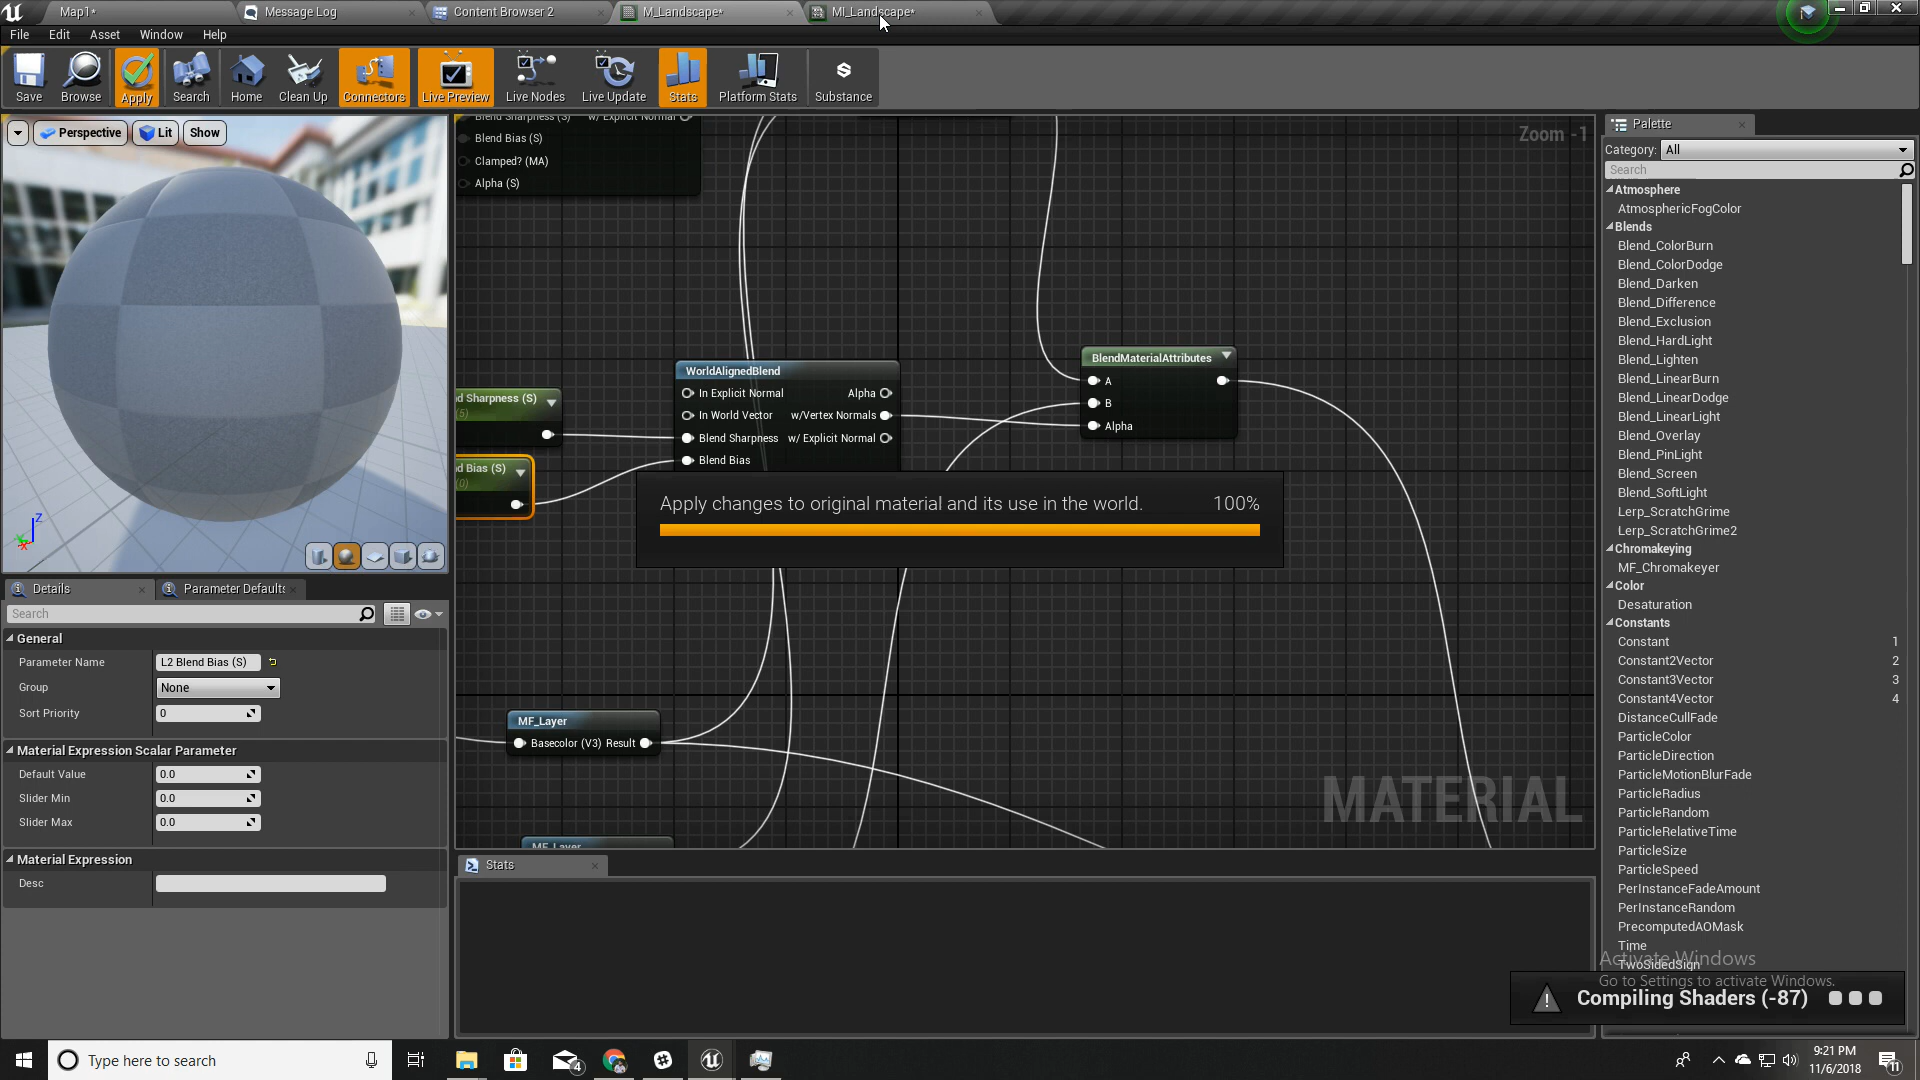 Map1*
Message Log
Content Browser 2
M_Landscape*
MI_Landscape*
File Edit Asset Window Help
Save Browse Apply Search Home Clean Up Connectors Live Preview Live Nodes Live Update Stats Platform Stats Substance
Perspective Lit Show
Blend Sharpness (S) w/ Explicit Normal
Blend Bias (S)
Clamped? (MA)
Alpha (S)
Zoom -1
WorldAlignedBlend
In Explicit Normal Alpha
In World Vector w/Vertex Normals
Blend Sharpness w/ Explicit Normal
Blend Bias
d Sharpness (S)
(5)
d Bias (S)
(0)
BlendMaterialAttributes
A
B
Alpha
Apply changes to original material and its use in the world. 100%
MF_Layer
Basecolor (V3) Result
MF_Layer
MATERIAL
Z
X
Details
Parameter Defaults
Search
General
Parameter Name L2 Blend Bias (S)
Group None
Sort Priority 0
Material Expression Scalar Parameter
Default Value 0.0
Slider Min 0.0
Slider Max 0.0
Material Expression
Desc
Stats
Palette
Category: All
Search
Atmosphere
AtmosphericFogColor
Blends
Blend_ColorBurn
Blend_ColorDodge
Blend_Darken
Blend_Difference
Blend_Exclusion
Blend_HardLight
Blend_Lighten
Blend_LinearBurn
Blend_LinearDodge
Blend_LinearLight
Blend_Overlay
Blend_PinLight
Blend_Screen
Blend_SoftLight
Lerp_ScratchGrime
Lerp_ScratchGrime2
Chromakeying
MF_Chromakeyer
Color
Desaturation
Constants
Constant 1
Constant2Vector 2
Constant3Vector 3
Constant4Vector 4
DistanceCullFade
ParticleColor
ParticleDirection
ParticleMotionBlurFade
ParticleRadius
ParticleRandom
ParticleRelativeTime
ParticleSize
ParticleSpeed
PerInstanceFadeAmount
PerInstanceRandom
PrecomputedAOMask
Time
TwoSidedSign
Activate Windows
Go to Settings to activate Windows.
Compiling Shaders (-87)
Type here to search
4
9:21 PM
11/6/2018
11